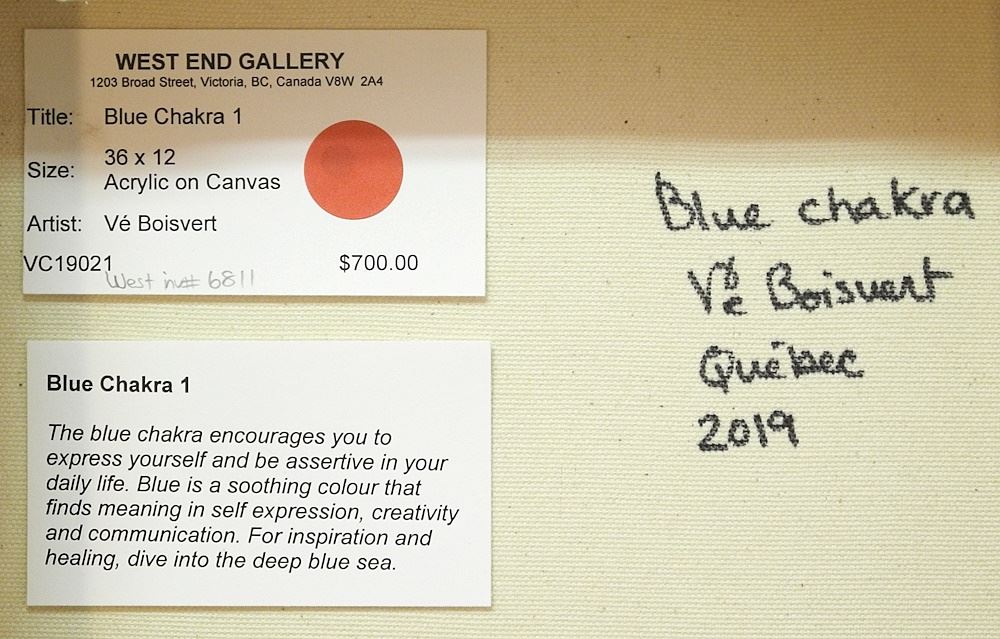 WEST END GALLERY
1203 Broad Street, Victoria, BC, Canada V8W 2A4
Title: Blue Chakra 1
Size: 36 x 12
Acrylic on Canvas
Artist: Vé Boisvert
VC19021 $700.00
West inv# 6811
Blue Chakra 1
The blue chakra encourages you to
express yourself and be assertive in your
daily life. Blue is a soothing colour that
finds meaning in self expression, creativity
and communication. For inspiration and
healing, dive into the deep blue sea.
Blue chakra
Vé Boisvert
Québec
2019